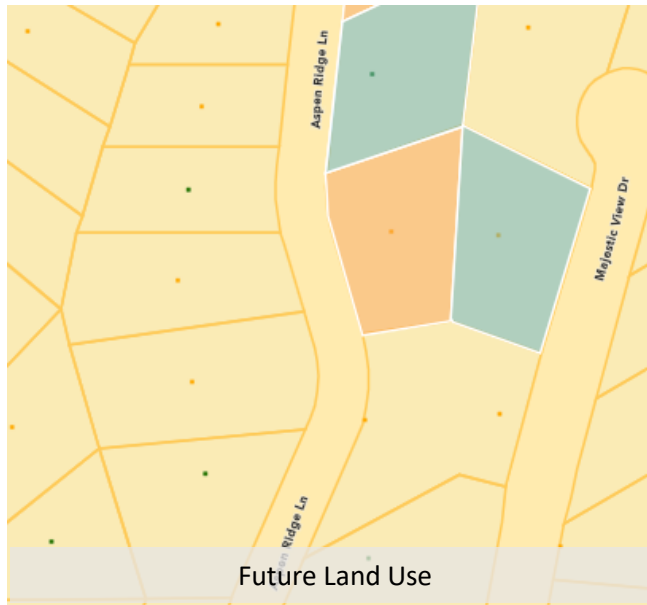 Aspen Ridge Ln
Majestic View Dr
Aspen Ridge Ln
Future Land Use